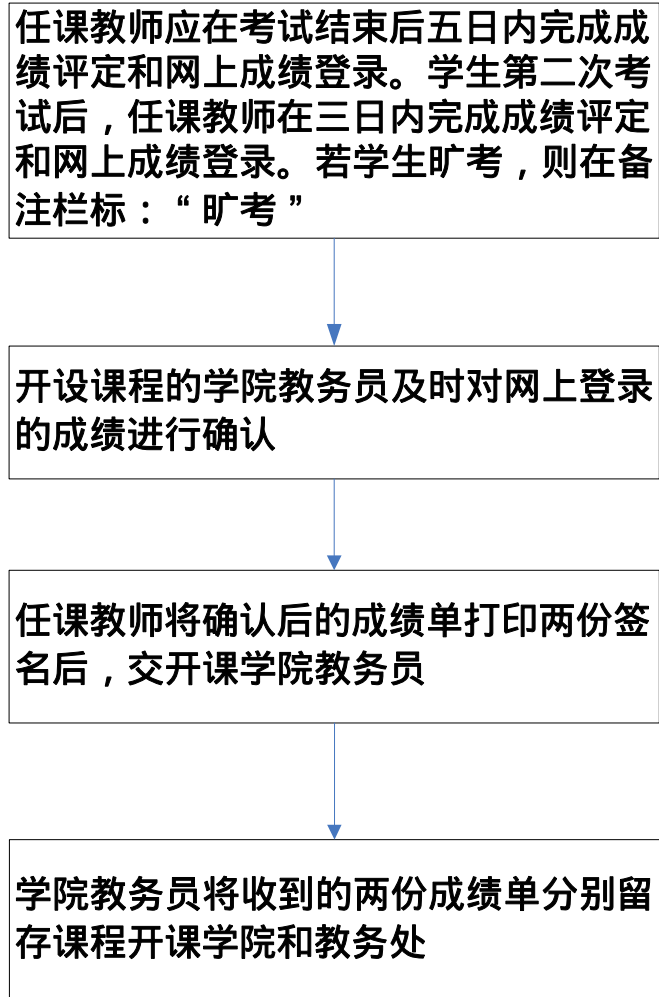 任课教师应在考试结束后五日内完成成
绩评定和网上成绩登录。学生第二次考
试后，任课教师在三日内完成成绩评定
和网上成绩登录。若学生旷考，则在备
注栏标：“旷考”
开设课程的学院教务员及时对网上登录
的成绩进行确认
任课教师将确认后的成绩单打印两份签
名后，交开课学院教务员
学院教务员将收到的两份成绩单分别留
存课程开课学院和教务处